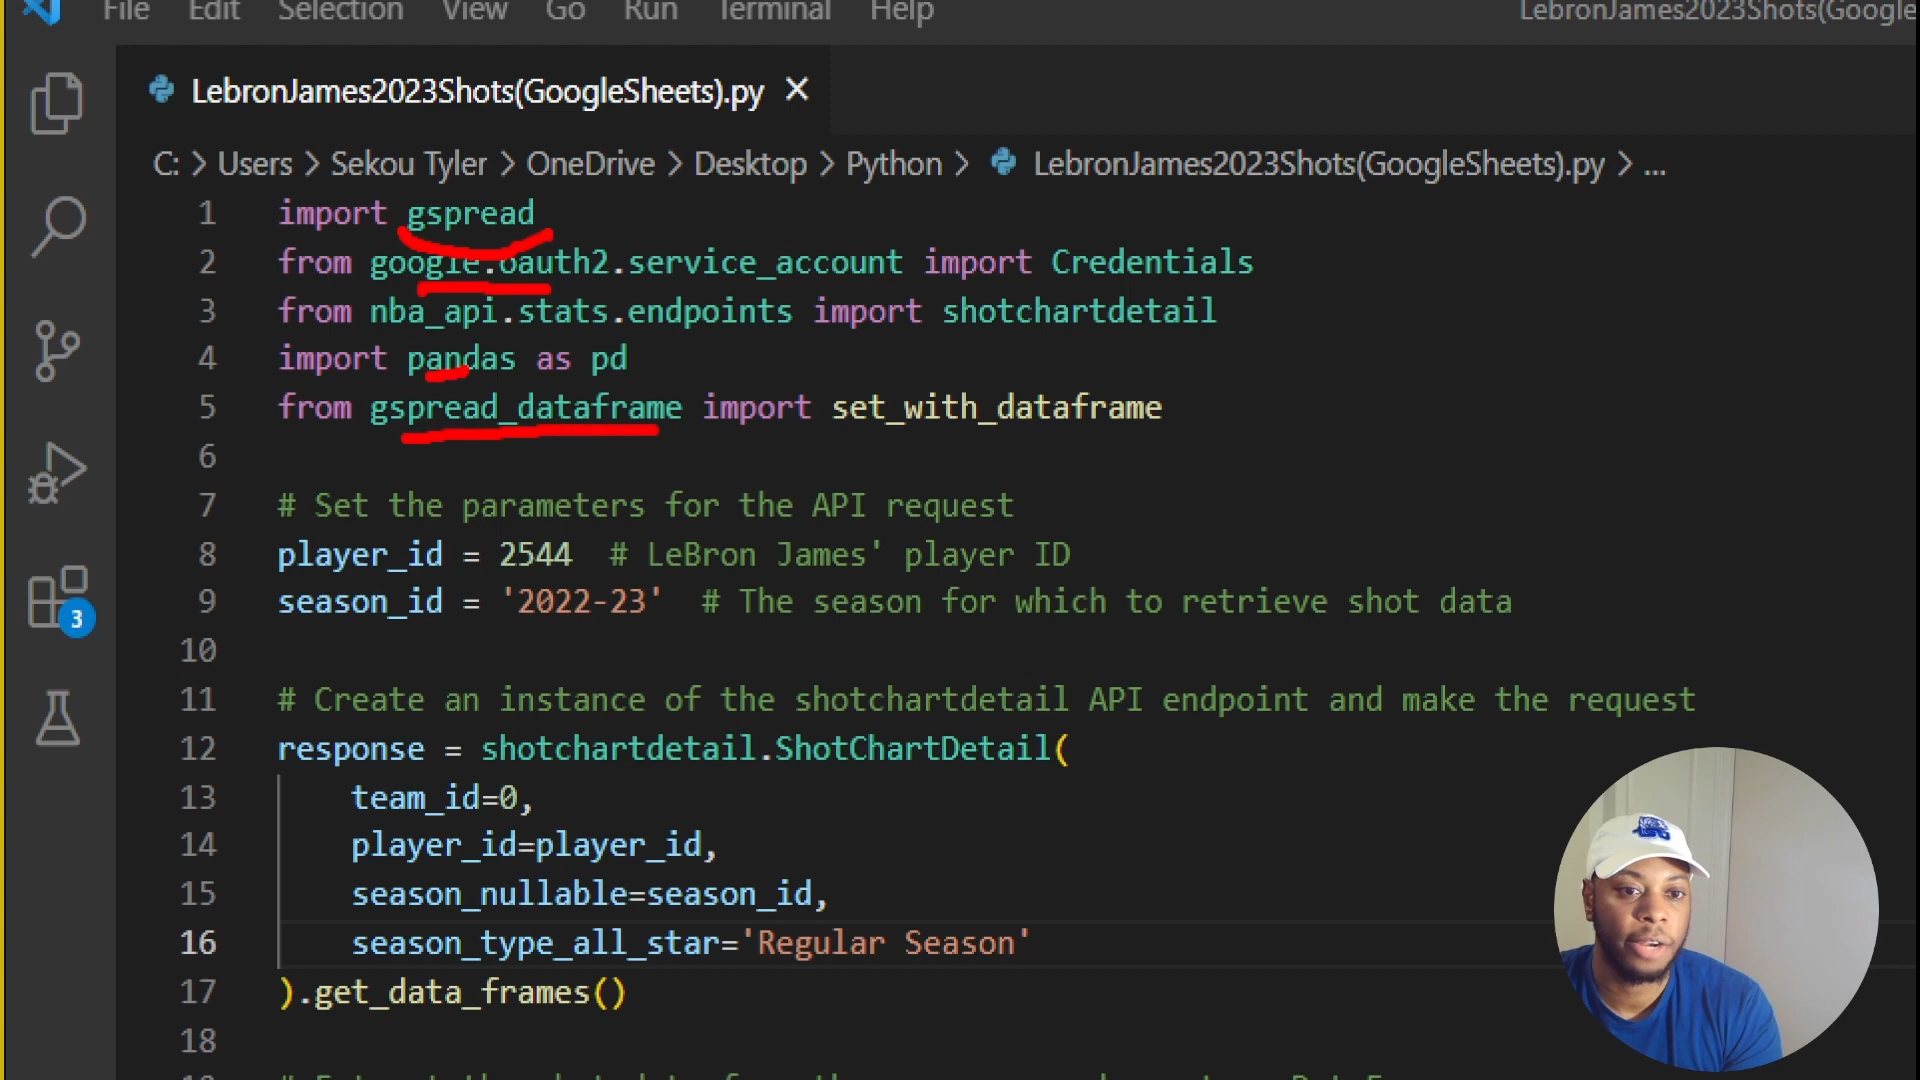 File Edit Selection View Go Run Terminal Help LebronJames2023Shots(Google
LebronJames2023Shots(GoogleSheets).py ×
C: > Users > Sekou Tyler > OneDrive > Desktop > Python > LebronJames2023Shots(GoogleSheets).py > ...
1 import gspread
2 from google.oauth2.service_account import Credentials
3 from nba_api.stats.endpoints import shotchartdetail
4 import pandas as pd
5 from gspread_dataframe import set_with_dataframe
6
7 # Set the parameters for the API request
8 player_id = 2544 # LeBron James' player ID
9 season_id = '2022-23' # The season for which to retrieve shot data
10
11 # Create an instance of the shotchartdetail API endpoint and make the request
12 response = shotchartdetail.ShotChartDetail(
13 team_id=0,
14 player_id=player_id,
15 season_nullable=season_id,
16 season_type_all_star='Regular Season'
17 ).get_data_frames()
18
3